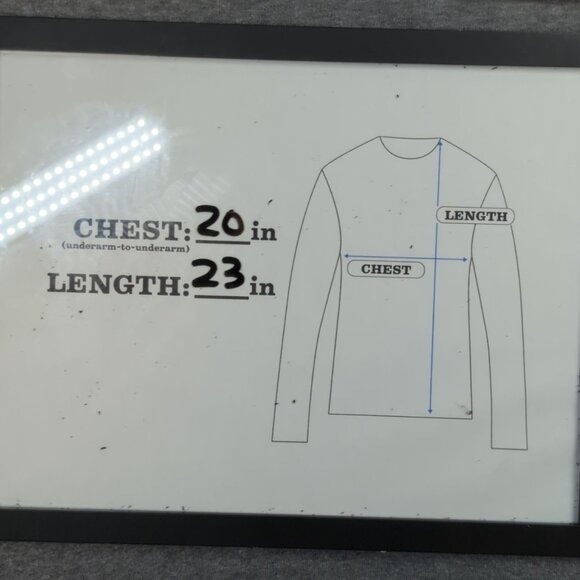 CHEST: 20 in
(underarm-to-underarm)
LENGTH: 23 in
LENGTH
CHEST